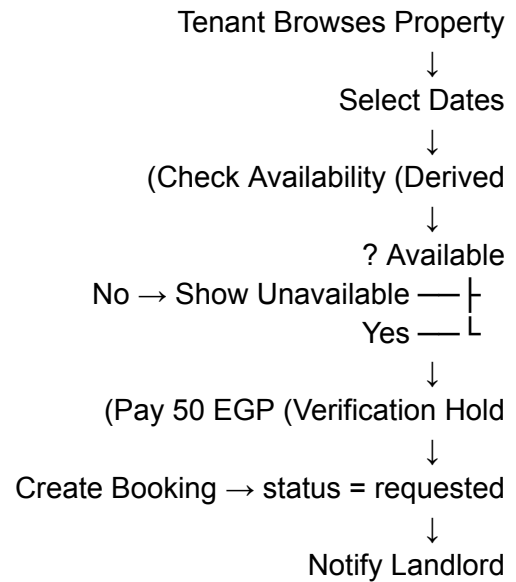 Tenant Browses Property
↓
Select Dates
↓
(Check Availability (Derived
↓
? Available
No → Show Unavailable ──├
Yes ──└
↓
(Pay 50 EGP (Verification Hold
↓
Create Booking → status = requested
↓
Notify Landlord